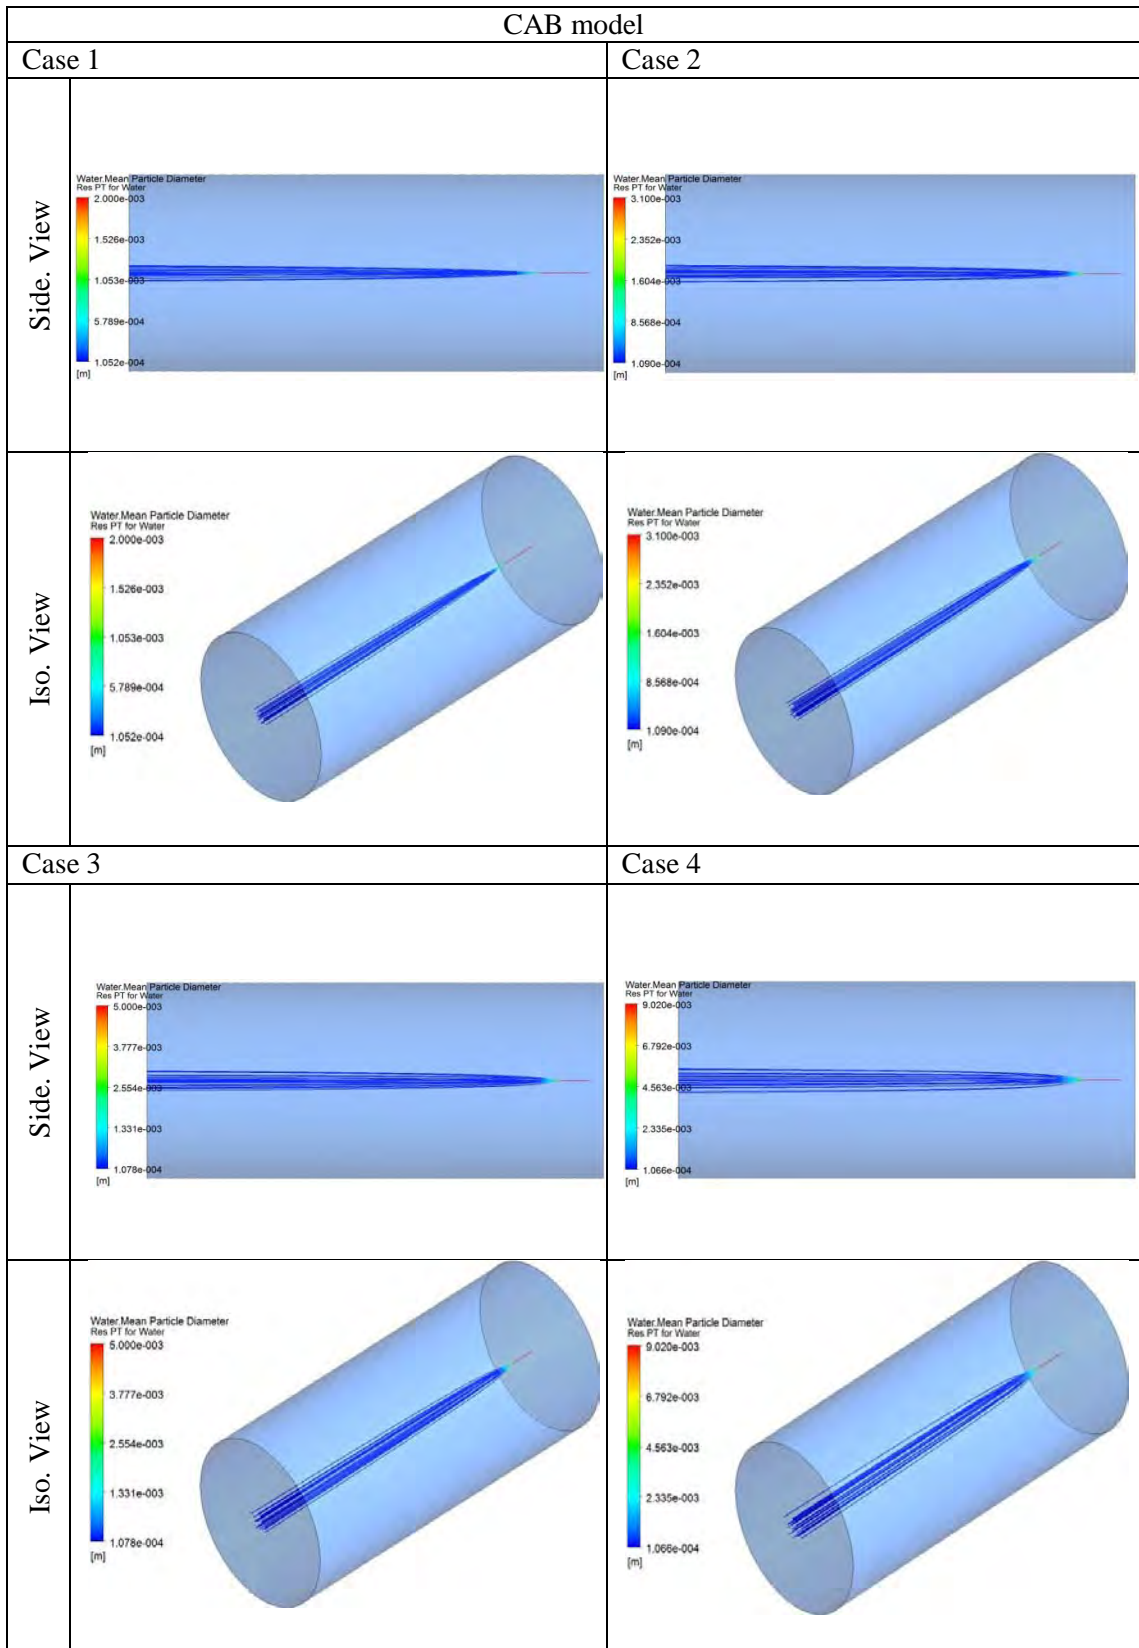 CAB model
Case 1
Case 2
Side. View
Water.Mean Particle Diameter
Res PT for Water
2.000e-003
1.526e-003
1.053e-003
5.789e-004
1.052e-004
[m]
Water.Mean Particle Diameter
Res PT for Water
3.100e-003
2.352e-003
1.604e-003
8.568e-004
1.090e-004
[m]
Iso. View
Water.Mean Particle Diameter
Res PT for Water
2.000e-003
1.526e-003
1.053e-003
5.789e-004
1.052e-004
[m]
Water.Mean Particle Diameter
Res PT for Water
3.100e-003
2.352e-003
1.604e-003
8.568e-004
1.090e-004
[m]
Case 3
Case 4
Side. View
Water.Mean Particle Diameter
Res PT for Water
5.000e-003
3.777e-003
2.554e-003
1.331e-003
1.078e-004
[m]
Water.Mean Particle Diameter
Res PT for Water
9.020e-003
6.792e-003
4.563e-003
2.335e-003
1.066e-004
[m]
Iso. View
Water.Mean Particle Diameter
Res PT for Water
5.000e-003
3.777e-003
2.554e-003
1.331e-003
1.078e-004
[m]
Water.Mean Particle Diameter
Res PT for Water
9.020e-003
6.792e-003
4.563e-003
2.335e-003
1.066e-004
[m]